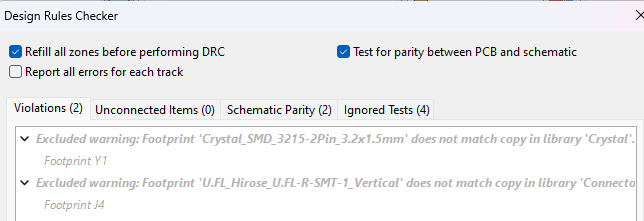 Design Rules Checker
Refill all zones before performing DRC
Test for parity between PCB and schematic
Report all errors for each track
Violations (2)
Unconnected Items (0)
Schematic Parity (2)
Ignored Tests (4)
Excluded warning: Footprint 'Crystal_SMD_3215-2Pin_3.2x1.5mm' does not match copy in library 'Crystal'.
Footprint Y1
Excluded warning: Footprint 'U.FL_Hirose_U.FL-R-SMT-1_Vertical' does not match copy in library 'Connecto
Footprint J4